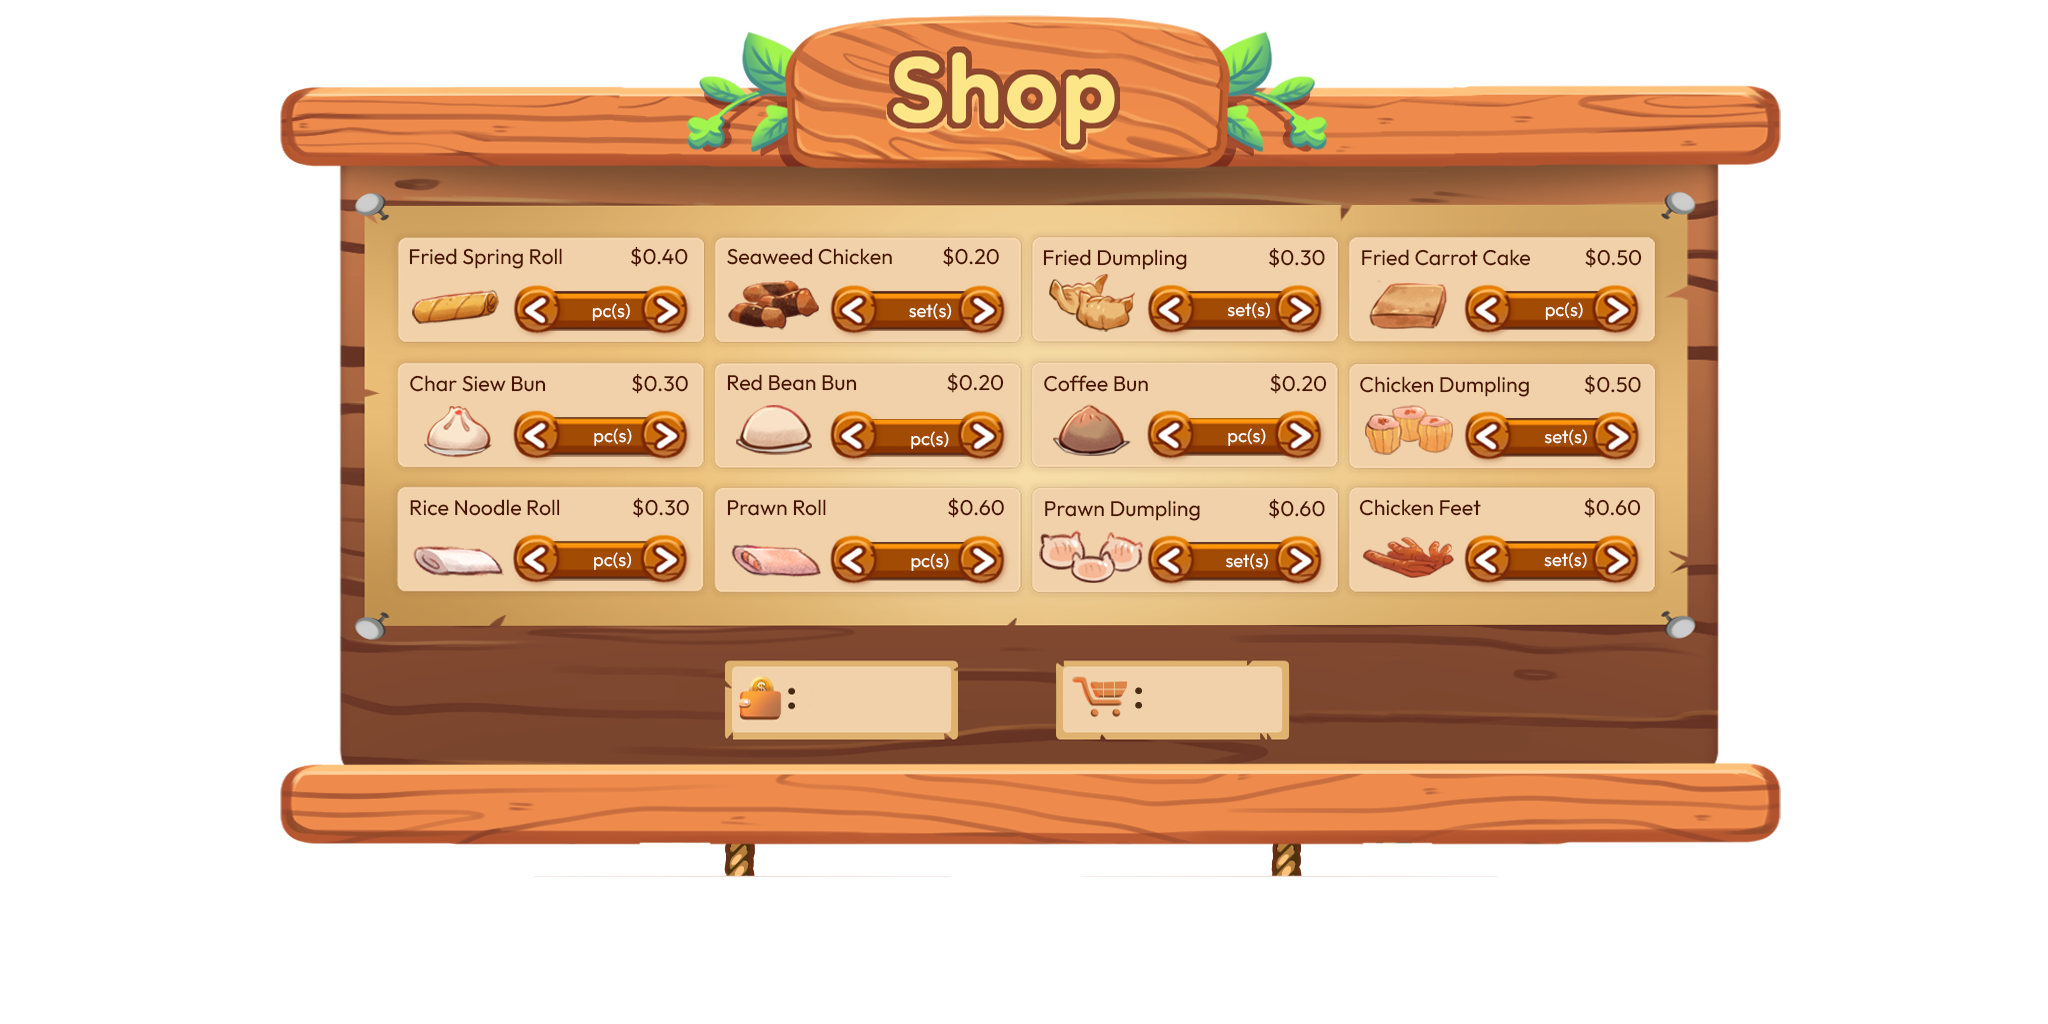 Shop
Fried Spring Roll $0.40
pc(s)
Seaweed Chicken $0.20
set(s)
Fried Dumpling $0.30
set(s)
Fried Carrot Cake $0.50
pc(s)
Char Siew Bun $0.30
pc(s)
Red Bean Bun $0.20
pc(s)
Coffee Bun $0.20
pc(s)
Chicken Dumpling $0.50
set(s)
Rice Noodle Roll $0.30
pc(s)
Prawn Roll $0.60
pc(s)
Prawn Dumpling $0.60
set(s)
Chicken Feet $0.60
set(s)
$ :
: